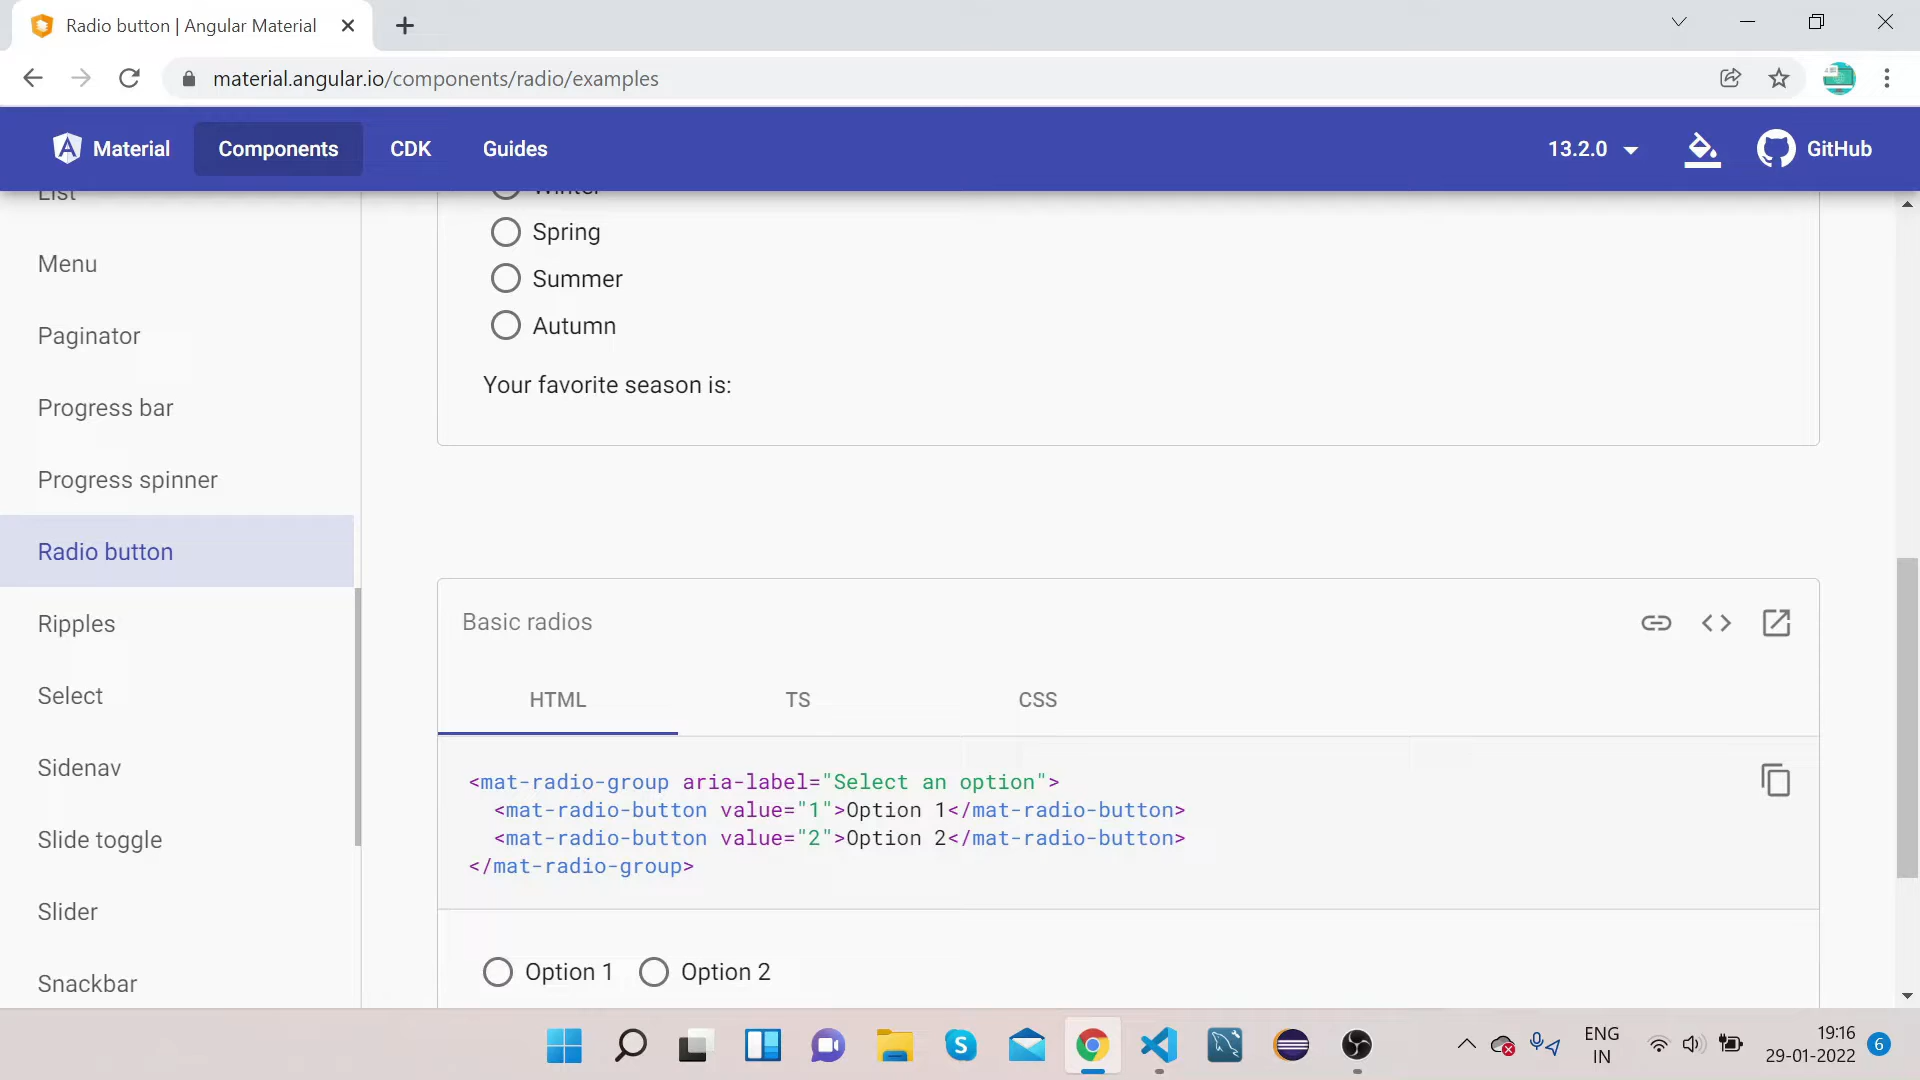 Radio button | Angular Material
material.angular.io/components/radio/examples
Material
Components
CDK
Guides
13.2.0
GitHub
List
Menu
Paginator
Progress bar
Progress spinner
Radio button
Ripples
Select
Sidenav
Slide toggle
Slider
Snackbar
Winter
Spring
Summer
Autumn
Your favorite season is:
Basic radios
HTML
TS
CSS
<mat-radio-group aria-label="Select an option">
  <mat-radio-button value="1">Option 1</mat-radio-button>
  <mat-radio-button value="2">Option 2</mat-radio-button>
</mat-radio-group>
Option 1
Option 2
ENG
IN
19:16
29-01-2022
6